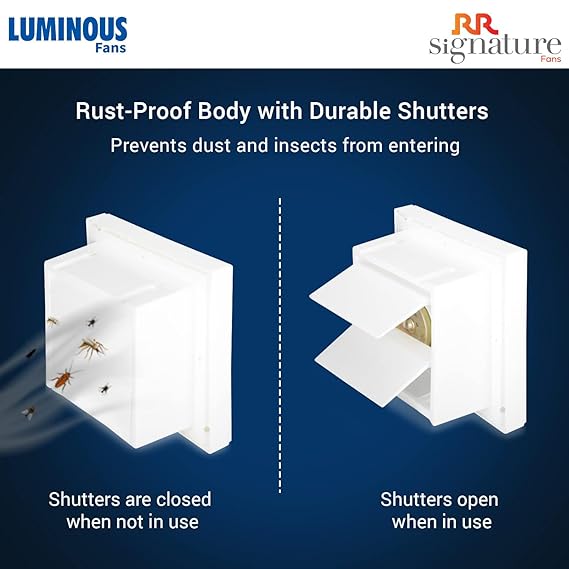 LUMINOUS
Fans
RR
signature
Fans
Rust-Proof Body with Durable Shutters
Prevents dust and insects from entering
Shutters are closed
when not in use
Shutters open
when in use